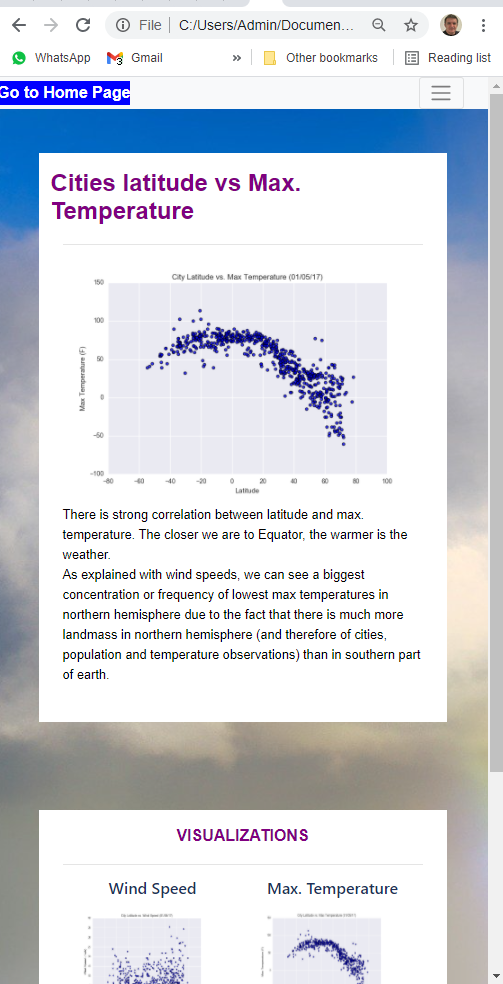 File | C:/Users/Admin/Documen...
WhatsApp Gmail » Other bookmarks Reading list
Go to Home Page
Cities latitude vs Max.
Temperature
City Latitude vs. Max Temperature (01/05/17)
150
100
50
0
−50
−100
Max Temperature (F)
−80 −60 −40 −20 0 20 40 60 80 100
Latitude
There is strong correlation between latitude and max.
temperature. The closer we are to Equator, the warmer is the
weather.
As explained with wind speeds, we can see a biggest
concentration or frequency of lowest max temperatures in
northern hemisphere due to the fact that there is much more
landmass in northern hemisphere (and therefore of cities,
population and temperature observations) than in southern part
of earth.
VISUALIZATIONS
Wind Speed Max. Temperature